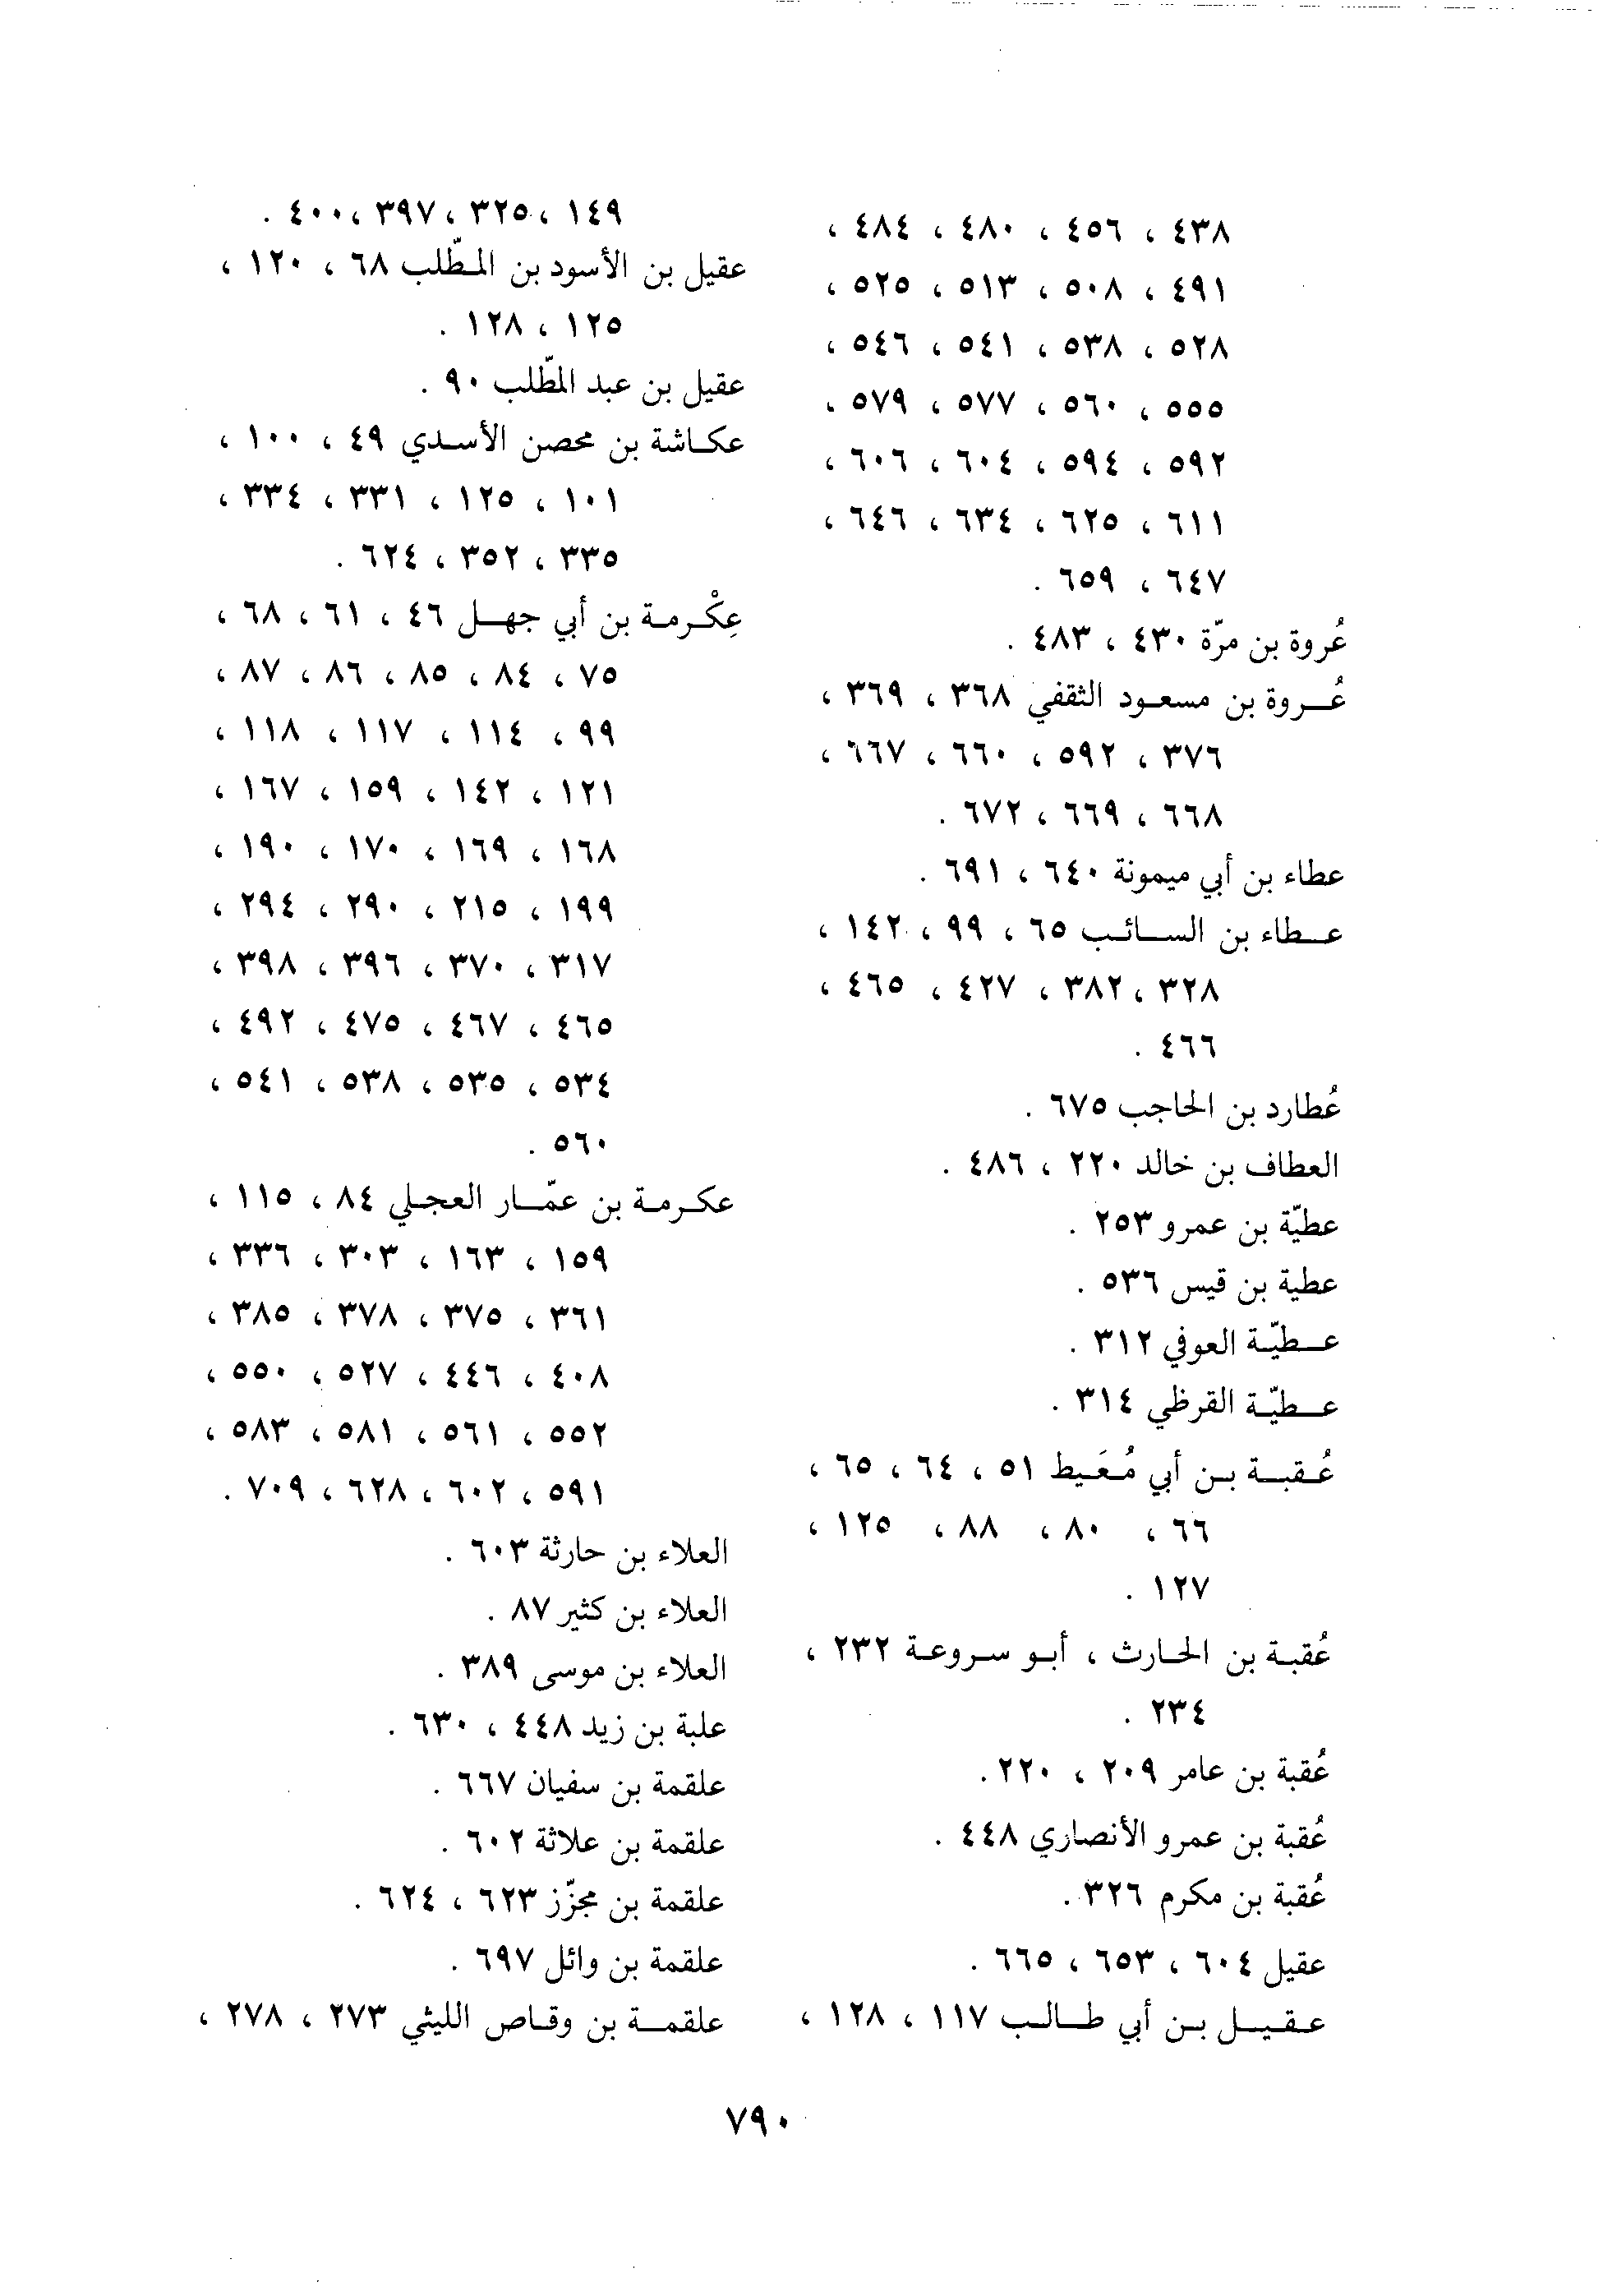 ٤٣٨ ، ٤٥٦ ، ٤٨٠ ، ٤٨٤ ،
٤٩١ ، ٥٠٨ ، ٥١٣ ، ٥٢٥ ،
٥٢٨ ، ٥٣٨ ، ٥٤١ ، ٥٤٦ ،
٥٥٥ ، ٥٦٠ ، ٥٧٧ ، ٥٧٩ ،
٥٩٢ ، ٥٩٤ ، ٦٠٤ ، ٦٠٦ ،
٦١١ ، ٦٢٥ ، ٦٣٤ ، ٦٤٦ ،
٦٤٧ ، ٦٥٩ .
عُروة بن مرّة ٤٣٠ ، ٤٨٣ .
عُروة بن مسعود الثقفي ٣٦٨ ، ٣٦٩ ،
٣٧٦ ، ٥٩٢ ، ٦٦٠ ، ٦٦٧ ،
٦٦٨ ، ٦٦٩ ، ٦٧٢ .
عطاء بن أبي ميمونة ٦٤٠ ، ٦٩١ .
عطاء بن السائب ٦٥ ، ٩٩ ، ١٤٢ ،
٣٢٨ ، ٣٨٢ ، ٤٢٧ ، ٤٦٥ ،
٤٦٦ .
عُطارد بن الحاجب ٦٧٥ .
العطاف بن خالد ٢٢٠ ، ٤٨٦ .
عطيّة بن عمرو ٢٥٣ .
عطية بن قيس ٥٣٦ .
عطيّة العوفي ٣١٢ .
عطيّة القرظي ٣١٤ .
عُقبة بن أبي مُعَيط ٥١ ، ٦٤ ، ٦٥ ،
٦٦ ، ٨٠ ، ٨٨ ، ١٢٥ ،
١٢٧ .
عُقبة بن الحارث ، أبو سروعة ٢٣٢ ،
٢٣٤ .
عُقبة بن عامر ٢٠٩ ، ٢٢٠ .
عُقبة بن عمرو الأنصاري ٤٤٨ .
عُقبة بن مكرم ٣٢٦ .
عقيل ٦٠٤ ، ٦٥٣ ، ٦٦٥ .
عقيل بن أبي طالب ١١٧ ، ١٢٨ ،
١٤٩ ، ٣٢٥ ، ٣٩٧ ، ٤٠٠ .
عقيل بن الأسود بن المطّلب ٦٨ ، ١٢٠ ،
١٢٥ ، ١٢٨ .
عقيل بن عبد المطّلب ٩٠ .
عكاشة بن محصن الأسدي ٤٩ ، ١٠٠ ،
١٠١ ، ١٢٥ ، ٣٣١ ، ٣٣٤ ،
٣٣٥ ، ٣٥٢ ، ٦٢٤ .
عِكْرمة بن أبي جهل ٤٦ ، ٦١ ، ٦٨ ،
٧٥ ، ٨٤ ، ٨٥ ، ٨٦ ، ٨٧ ،
٩٩ ، ١١٤ ، ١١٧ ، ١١٨ ،
١٢١ ، ١٤٢ ، ١٥٩ ، ١٦٧ ،
١٦٨ ، ١٦٩ ، ١٧٠ ، ١٩٠ ،
١٩٩ ، ٢١٥ ، ٢٩٠ ، ٢٩٤ ،
٣١٧ ، ٣٧٠ ، ٣٩٦ ، ٣٩٨ ،
٤٦٥ ، ٤٦٧ ، ٤٧٥ ، ٤٩٢ ،
٥٣٤ ، ٥٣٥ ، ٥٣٨ ، ٥٤١ ،
٥٦٠ .
عكرمة بن عمّار العجلي ٨٤ ، ١١٥ ،
١٥٩ ، ١٦٣ ، ٣٠٣ ، ٣٣٦ ،
٣٦١ ، ٣٧٥ ، ٣٧٨ ، ٣٨٥ ،
٤٠٨ ، ٤٤٦ ، ٥٢٧ ، ٥٥٠ ،
٥٥٢ ، ٥٦١ ، ٥٨١ ، ٥٨٣ ،
٥٩١ ، ٦٠٢ ، ٦٢٨ ، ٧٠٩ .
العلاء بن حارثة ٦٠٣ .
العلاء بن كثير ٨٧ .
العلاء بن موسى ٣٨٩ .
علبة بن زيد ٤٤٨ ، ٦٣٠ .
علقمة بن سفيان ٦٦٧ .
علقمة بن علاثة ٦٠٢ .
علقمة بن مجزّز ٦٢٣ ، ٦٢٤ .
علقمة بن وائل ٦٩٧ .
علقمة بن وقاص الليثي ٢٧٣ ، ٢٧٨ ،
٧٩٠